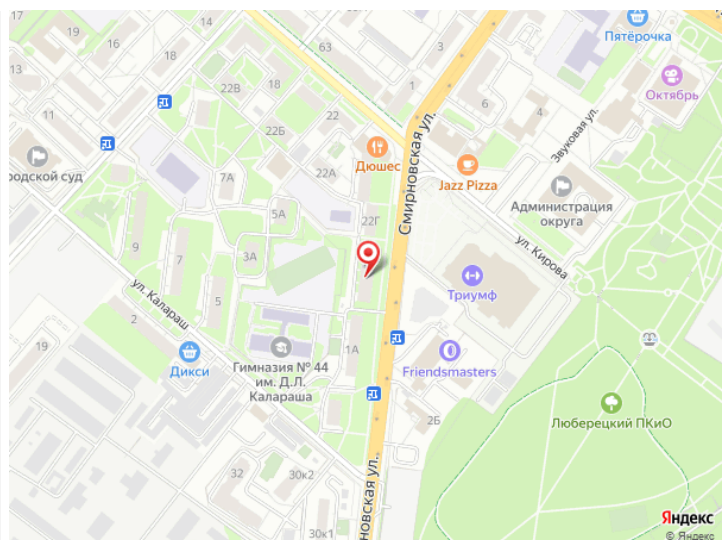 14
16
63
13
18
16
18
1
22В
6
4
Пятёрочка
Октябрь
Звуковая ул.
11
22Б
22
Дюшес
Смирновская ул.
Jazz Pizza
родской суд
7А
22А
Администрация
округа
5А
22Г
ул. Кирова
9
7
3А
Триумф
ул. Калараш
5
2
19
Дикси
Гимназия № 44
им. Д.Л.
Калараша
1А
Friendsmasters
2Б
Люберецкий ПКиО
32
30к2
30к1
новская ул.
Яндекс
© Яндекс